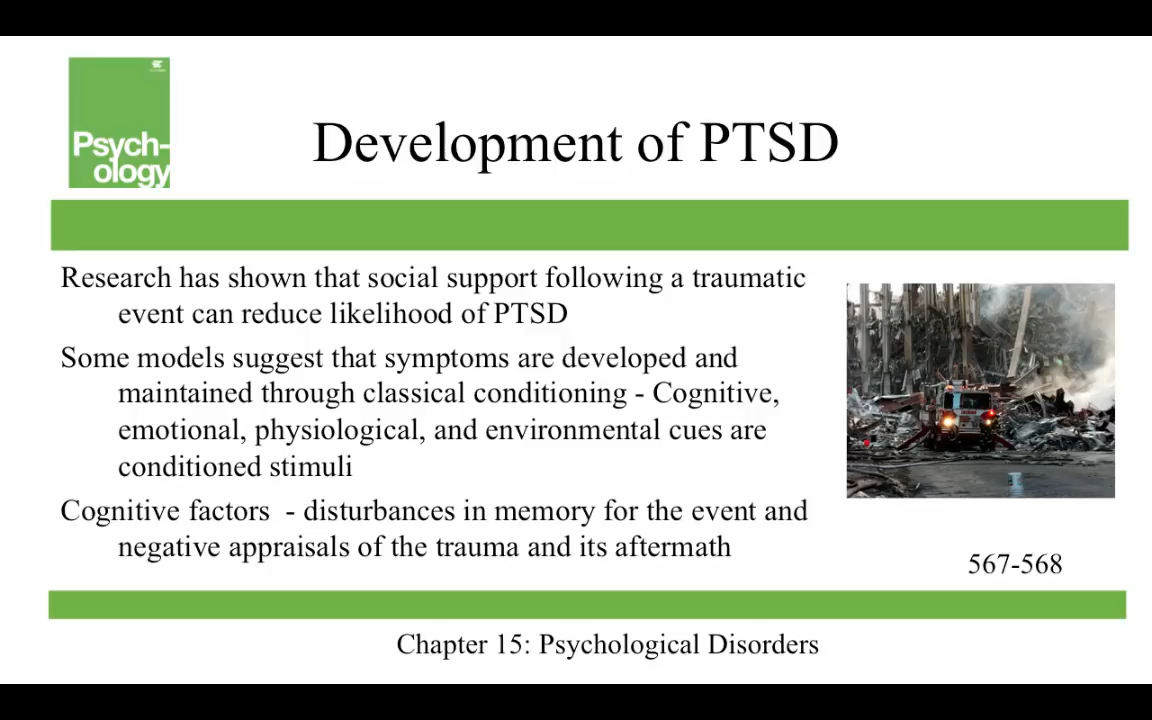 Psych-
ology
Development of PTSD
Research has shown that social support following a traumatic
event can reduce likelihood of PTSD
Some models suggest that symptoms are developed and
maintained through classical conditioning - Cognitive,
emotional, physiological, and environmental cues are
conditioned stimuli
Cognitive factors - disturbances in memory for the event and
negative appraisals of the trauma and its aftermath
567-568
Chapter 15: Psychological Disorders